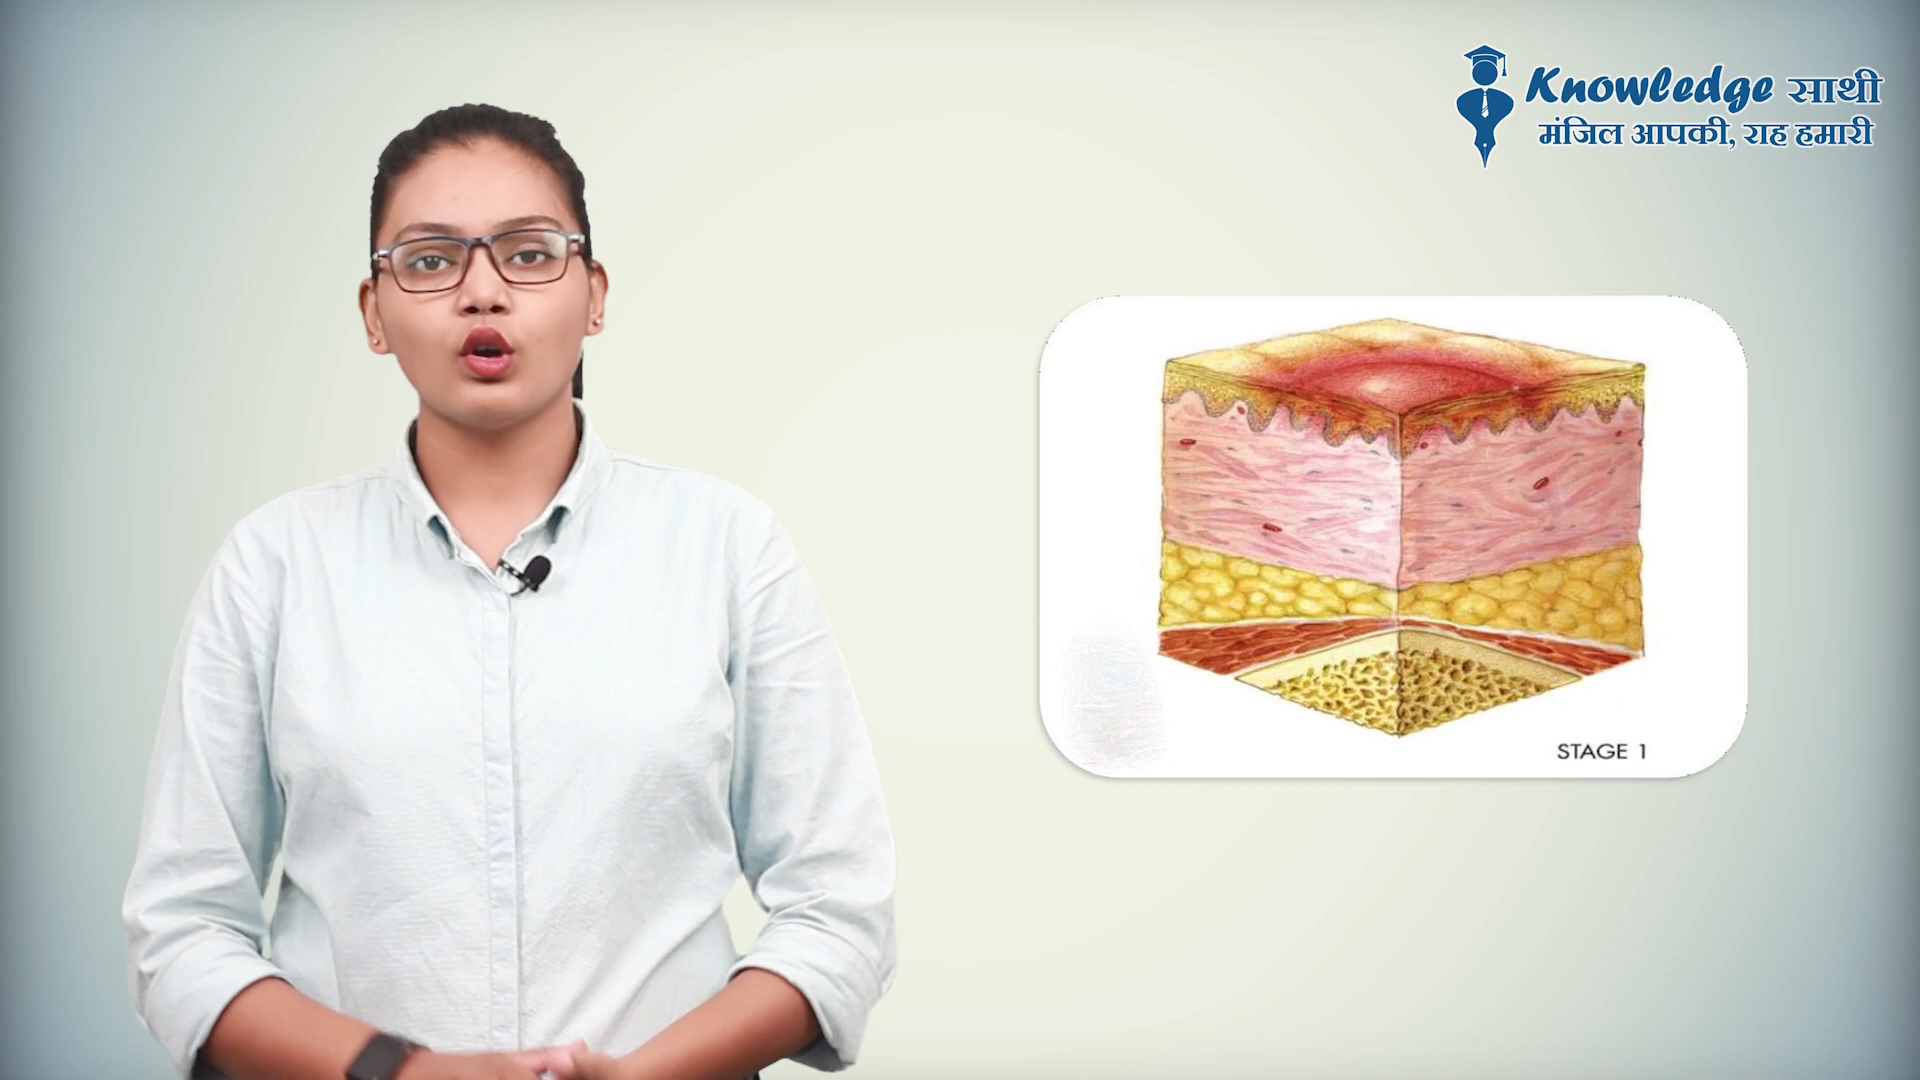 Knowledge साथी
मंजिल आपकी, राह हमारी
STAGE 1